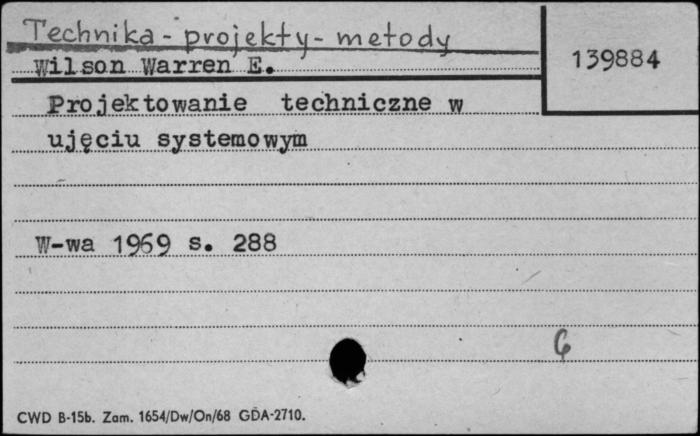 Technika - projekty - metody
139884
Wilson Warren E.
Projektowanie techniczne w
ujęciu systemowym
W-wa 1969 s. 288
6
CWD B-15b. Zam. 1654/Dw/On/68 GDA-2710.